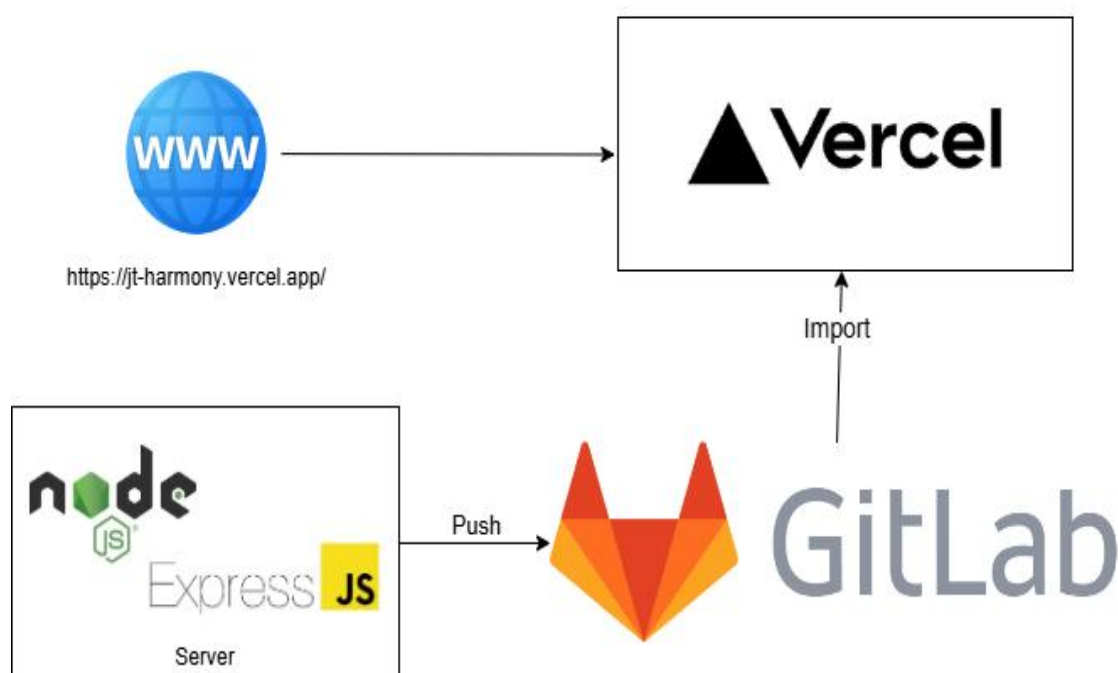 www
Vercel
https://jt-harmony.vercel.app/
Import
node
JS
Express JS
Server
Push
GitLab